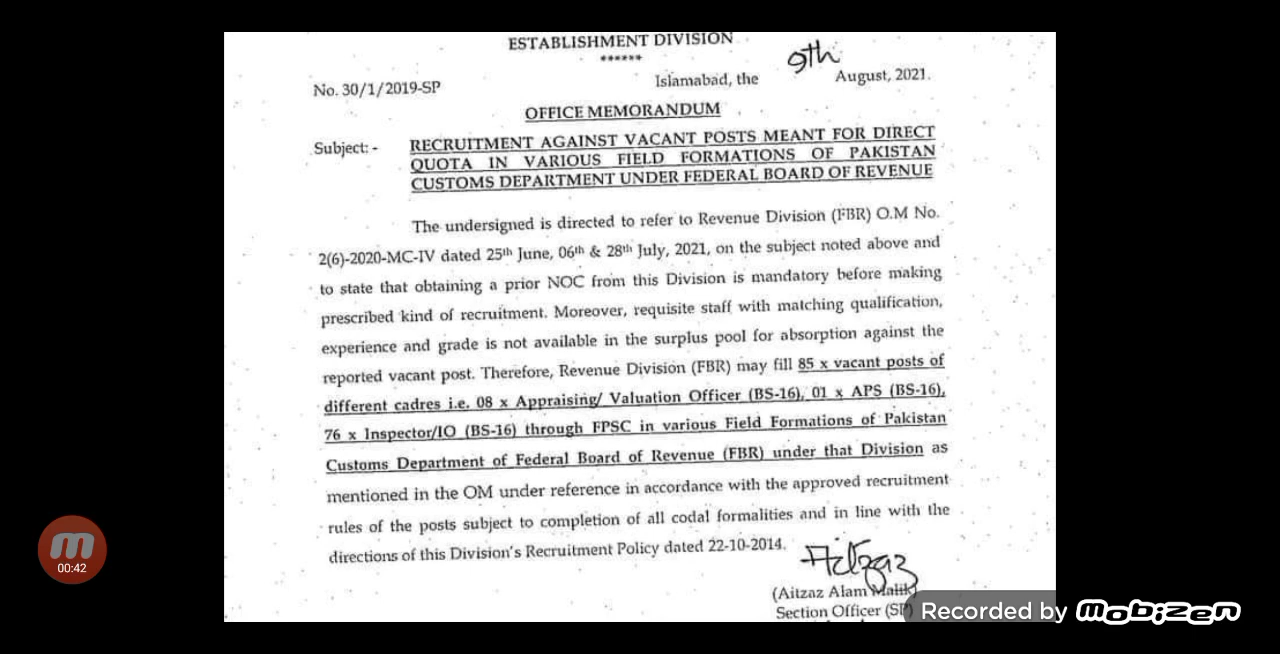 ESTABLISHMENT DIVISION
******
No. 30/1/2019-SP
Islamabad, the 9th August, 2021.
OFFICE MEMORANDUM
Subject: - RECRUITMENT AGAINST VACANT POSTS MEANT FOR DIRECT
QUOTA IN VARIOUS FIELD FORMATIONS OF PAKISTAN
CUSTOMS DEPARTMENT UNDER FEDERAL BOARD OF REVENUE
The undersigned is directed to refer to Revenue Division (FBR) O.M No.
2(6)-2020-MC-IV dated 25th June, 06th & 28th July, 2021, on the subject noted above and
to state that obtaining a prior NOC from this Division is mandatory before making
prescribed kind of recruitment. Moreover, requisite staff with matching qualification,
experience and grade is not available in the surplus pool for absorption against the
reported vacant post. Therefore, Revenue Division (FBR) may fill 85 x vacant posts of
different cadres i.e. 08 x Appraising/ Valuation Officer (BS-16), 01 x APS (BS-16),
76 x Inspector/IO (BS-16) through FPSC in various Field Formations of Pakistan
Customs Department of Federal Board of Revenue (FBR) under that Division as
mentioned in the OM under reference in accordance with the approved recruitment
rules of the posts subject to completion of all codal formalities and in line with the
directions of this Division's Recruitment Policy dated 22-10-2014.
Aitzaz
(Aitzaz Alam Malik)
Section Officer (SP)
00:42
Recorded by mobizen